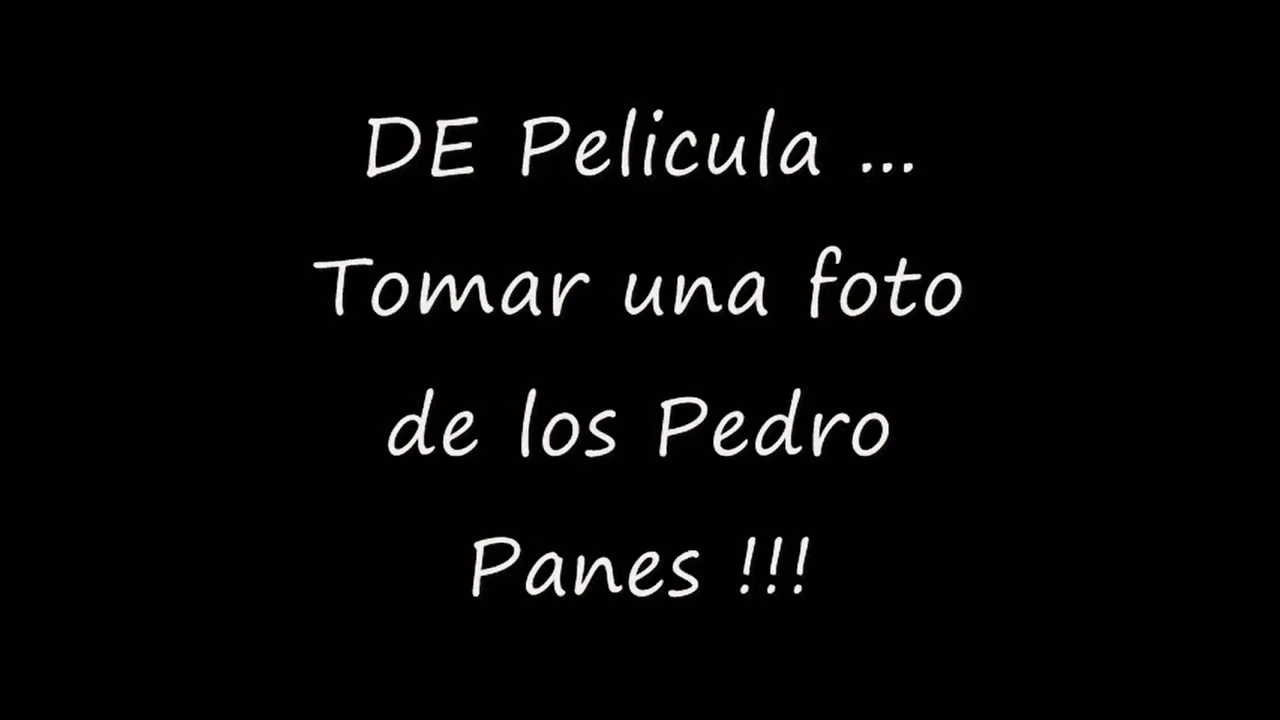 DE Pelicula ...
Tomar una foto
de los Pedro
Panes !!!